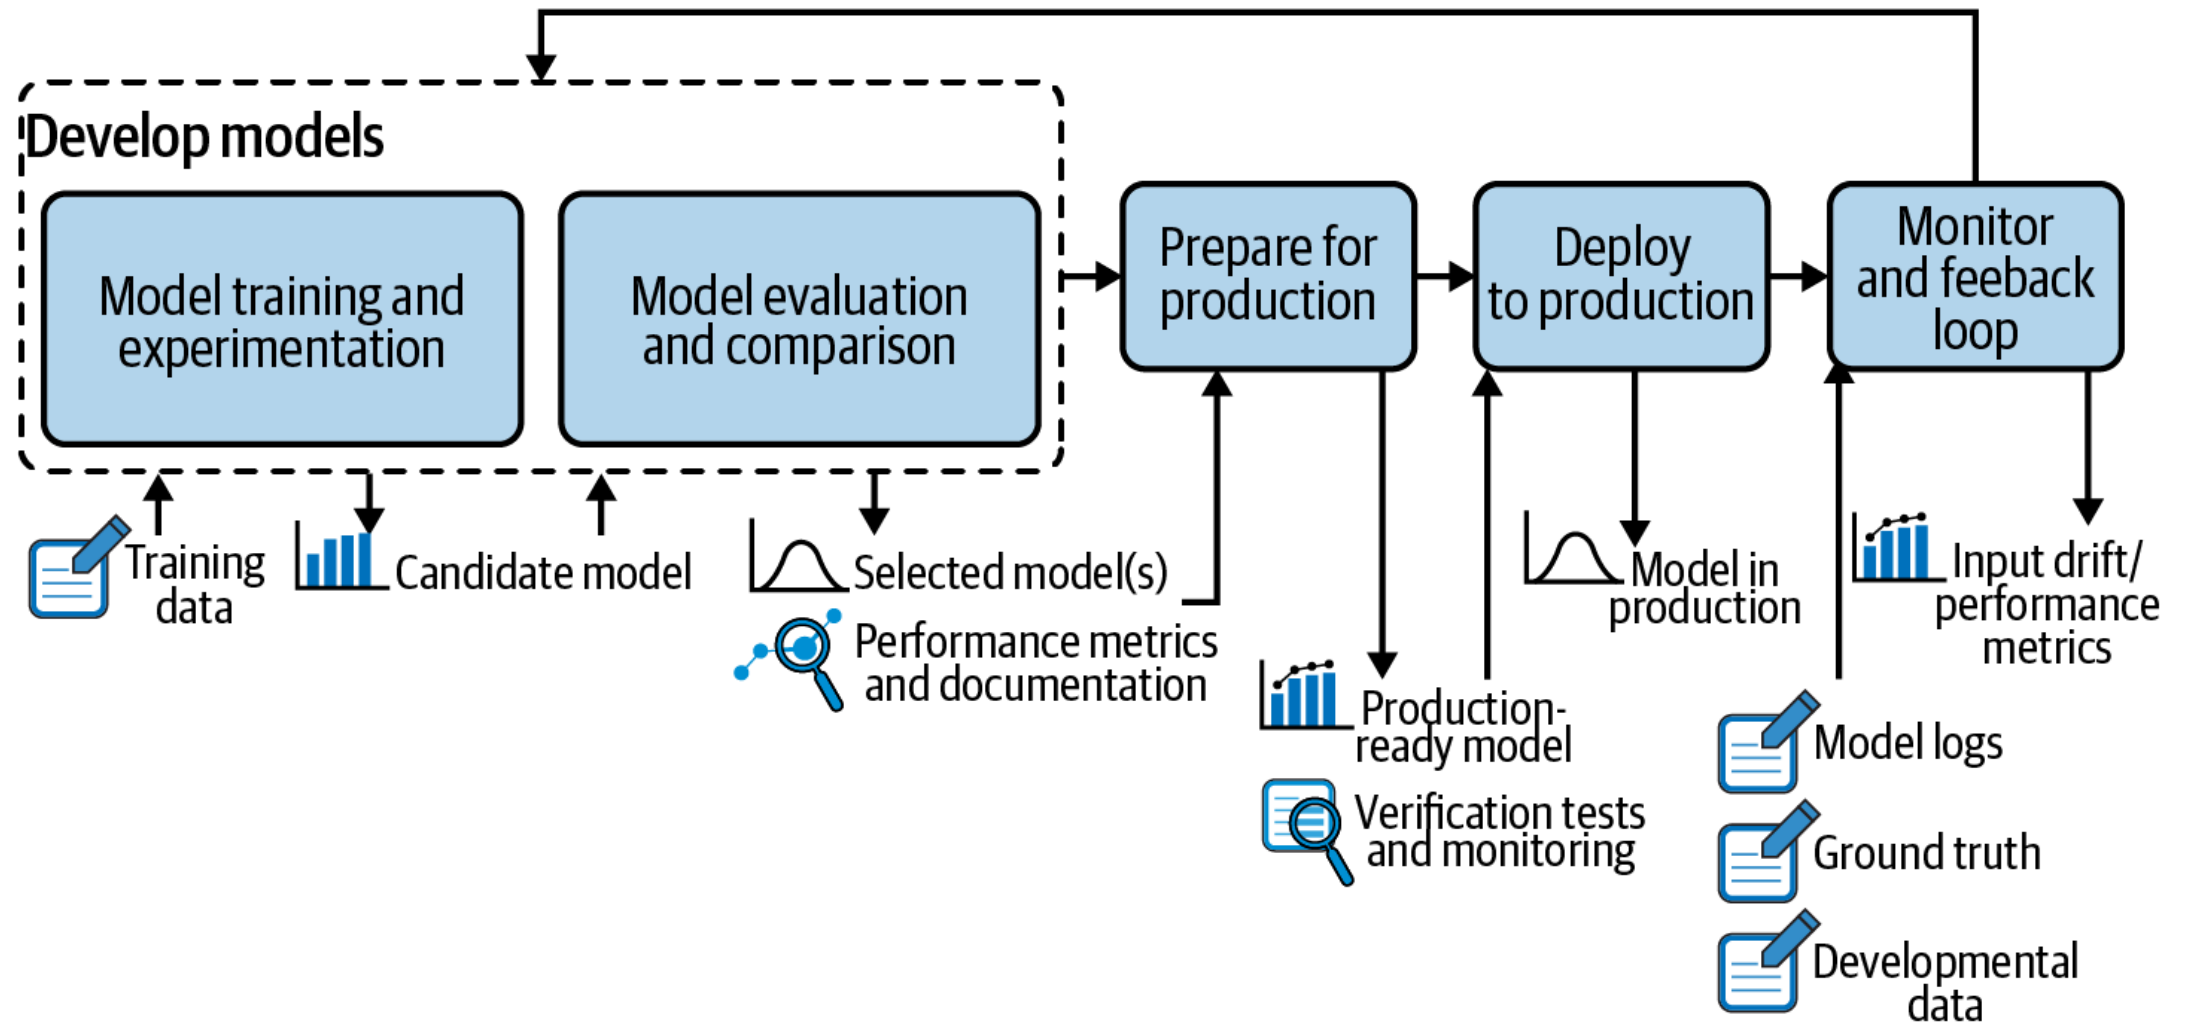 Develop models
Model training and
experimentation
Model evaluation
and comparison
Prepare for
production
Deploy
to production
Monitor
and feeback
loop
Training
data
Candidate model
Selected model(s)
Performance metrics
and documentation
Production-
ready model
Verification tests
and monitoring
Model in
production
Input drift/
performance
metrics
Model logs
Ground truth
Developmental
data